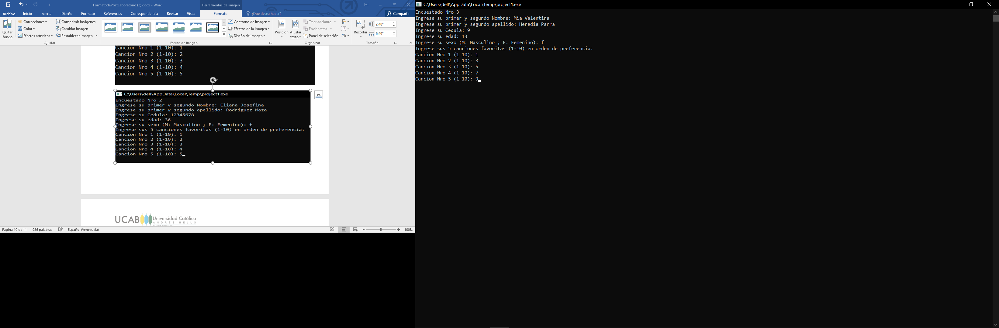 FormatodePostLaboratorio (2).docx - Word
Herramientas de imagen
Archivo Inicio Insertar Diseño Formato Referencias Correspondencia Revisar Vista Formato ¿Qué desea hacer? Compartir
Quitar fondo
Correcciones
Color
Efectos artísticos
Comprimir imágenes
Cambiar imagen
Restablecer imagen
Ajustar
Estilos de imagen
Contorno de imagen
Efectos de la imagen
Diseño de imagen
Posición
Ajustar texto
Traer adelante
Enviar atrás
Panel de selección
Organizar
Recortar
2.48"
6.69"
Tamaño
Cancion Nro 1 (1-10): 1
Cancion Nro 2 (1-10): 2
Cancion Nro 3 (1-10): 3
Cancion Nro 4 (1-10): 4
Cancion Nro 5 (1-10): 5
C:\Users\dell\AppData\Local\Temp\project1.exe
Encuestado Nro 2
Ingrese su primer y segundo Nombre: Eliana Josefina
Ingrese su primer y segundo apellido: Rodriguez Maza
Ingrese su Cedula: 12345678
Ingrese su edad: 36
Ingrese su sexo (M: Masculino ; F: Femenino): f
Ingrese sus 5 canciones favoritas (1-10) en orden de preferencia:
Cancion Nro 1 (1-10): 1
Cancion Nro 2 (1-10): 2
Cancion Nro 3 (1-10): 3
Cancion Nro 4 (1-10): 4
Cancion Nro 5 (1-10): 5
UCAB Universidad Católica
ANDRÉS BELLO
Facultad de Ingeniería
Página 10 de 11 986 palabras Español (Venezuela) 100%
C:\Users\dell\AppData\Local\Temp\project1.exe
Encuestado Nro 3
Ingrese su primer y segundo Nombre: Mia Valentina
Ingrese su primer y segundo apellido: Heredia Parra
Ingrese su Cedula: 9
Ingrese su edad: 13
Ingrese su sexo (M: Masculino ; F: Femenino): f
Ingrese sus 5 canciones favoritas (1-10) en orden de preferencia:
Cancion Nro 1 (1-10): 1
Cancion Nro 2 (1-10): 3
Cancion Nro 3 (1-10): 5
Cancion Nro 4 (1-10): 7
Cancion Nro 5 (1-10): 9